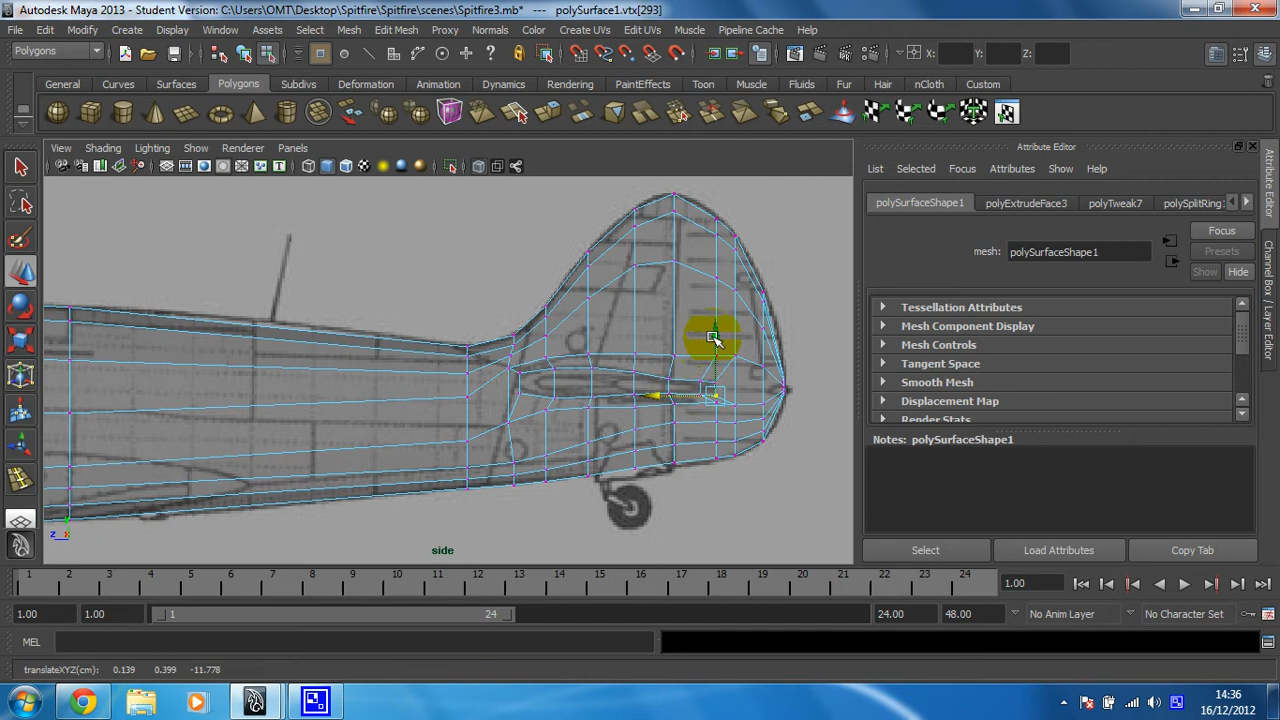 Autodesk Maya 2013 - Student Version: C:\Users\OMT\Desktop\Spitfire\Spitfire\scenes\Spitfire3.mb* --- polySurface1.vtx[293]
File Edit Modify Create Display Window Assets Select Mesh Edit Mesh Proxy Normals Color Create UVs Edit UVs Muscle Pipeline Cache Help
Polygons X: Y: Z:
General Curves Surfaces Polygons Subdivs Deformation Animation Dynamics Rendering PaintEffects Toon Muscle Fluids Fur Hair nCloth Custom
View Shading Lighting Show Renderer Panels
Attribute Editor
List Selected Focus Attributes Show Help
polySurfaceShape1 polyExtrudeFace3 polyTweak7 polySplitRing:
Focus
mesh: polySurfaceShape1
Presets
Show Hide
Tessellation Attributes
Mesh Component Display
Mesh Controls
Tangent Space
Smooth Mesh
Displacement Map
Render Stats
Notes: polySurfaceShape1
Attribute Editor
Channel Box / Layer Editor
z x
side
Select Load Attributes Copy Tab
1 2 3 4 5 6 7 8 9 10 11 12 13 14 15 16 17 18 19 20 21 22 23 24 1.00
1.00 1.00 1 24 24.00 48.00 No Anim Layer No Character Set
MEL
translateXYZ(cm): 0.139 0.399 -11.778
14:36
16/12/2012